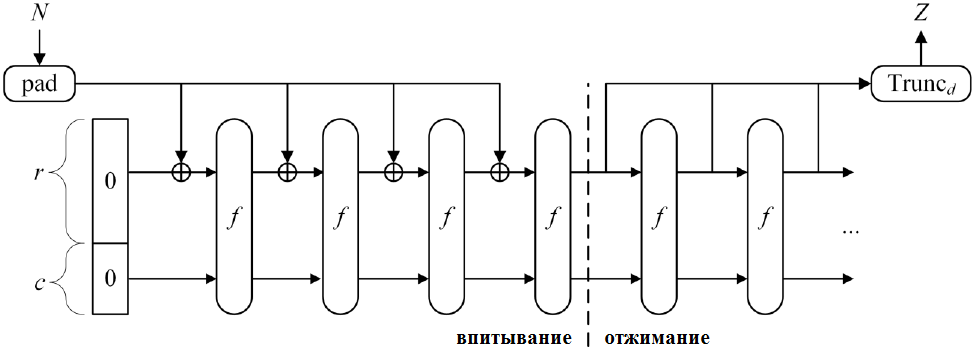 N Z
pad Trunc_d
r 0
f f f f f f
c 0 ...
впитывание отжимание